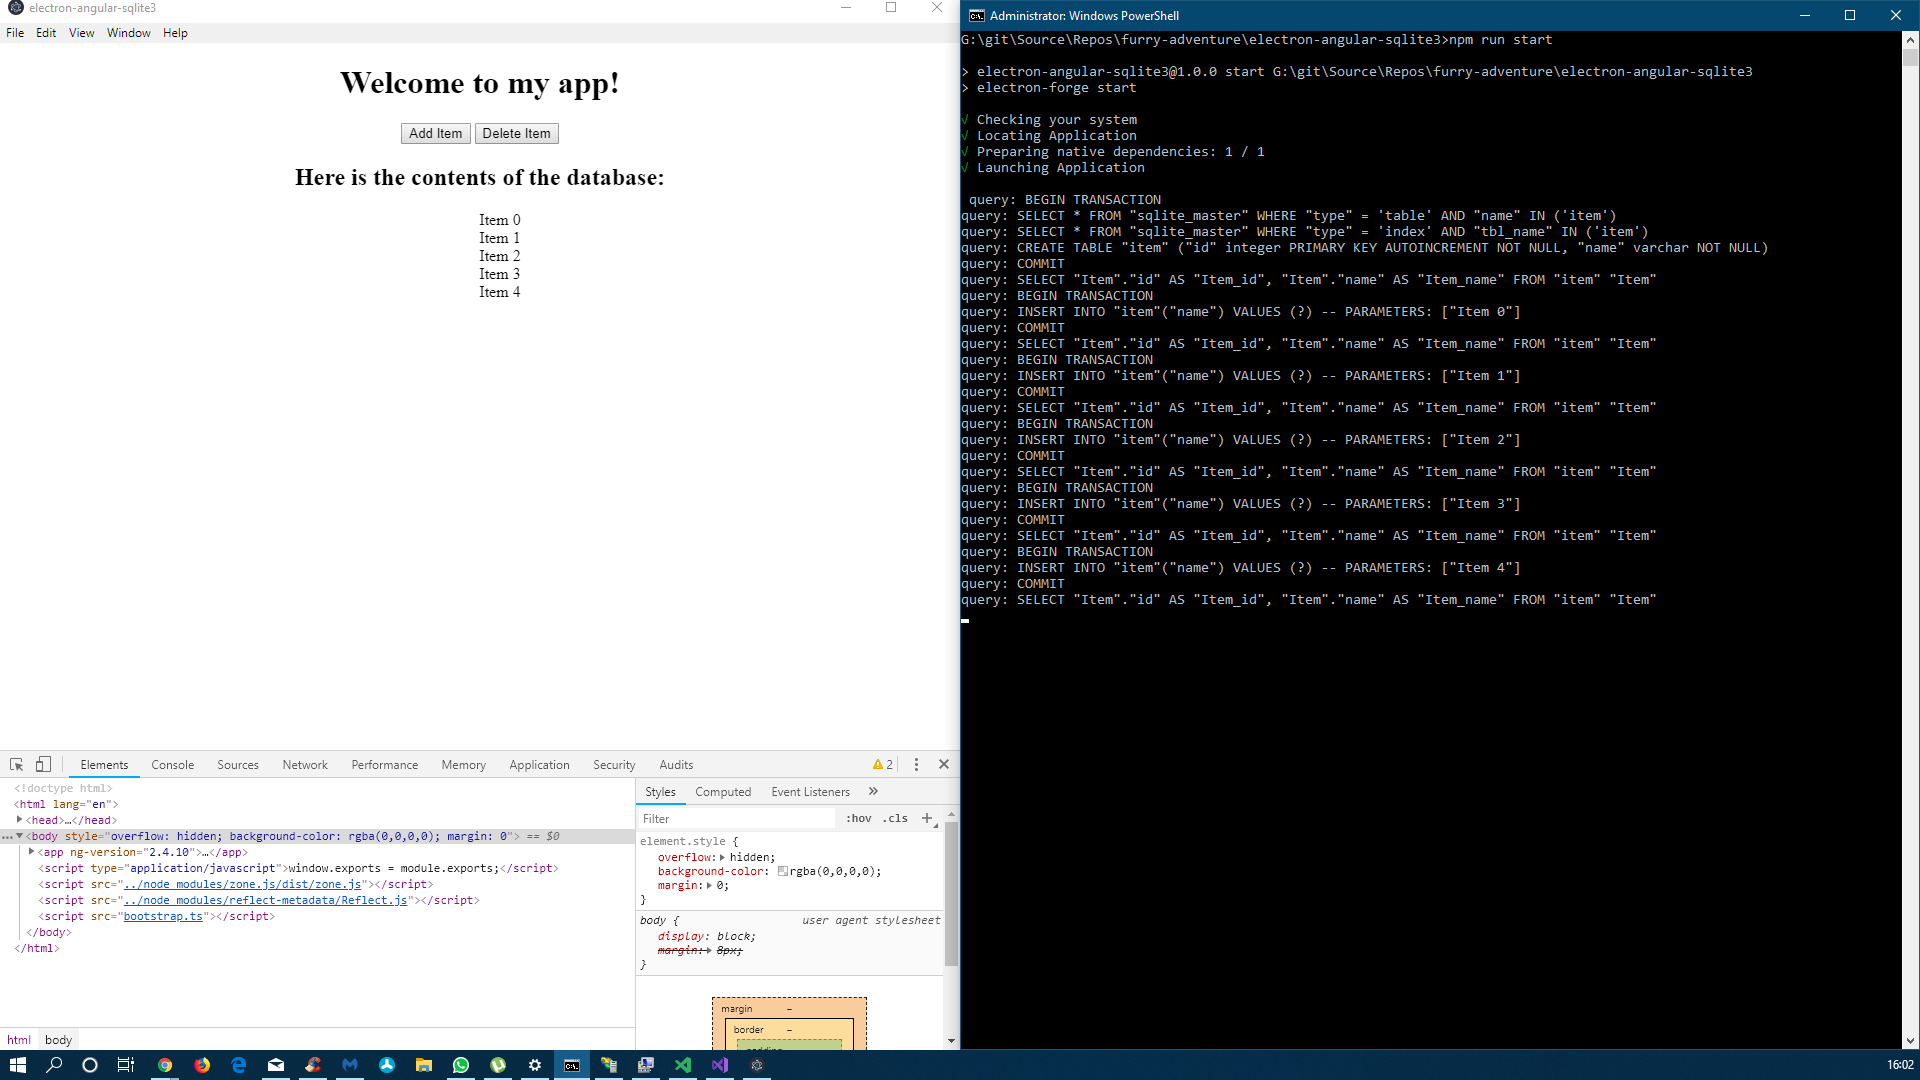 electron-angular-sqlite3
File Edit View Window Help
Welcome to my app!
Add Item Delete Item
Here is the contents of the database:
Item 0
Item 1
Item 2
Item 3
Item 4
Elements Console Sources Network Performance Memory Application Security Audits 2
<!doctype html>
<html lang="en">
<head>…</head>
<body style="overflow: hidden; background-color: rgba(0,0,0,0); margin: 0"> == $0
<app ng-version="2.4.10">…</app>
<script type="application/javascript">window.exports = module.exports;</script>
<script src="../node_modules/zone.js/dist/zone.js"></script>
<script src="../node_modules/reflect-metadata/Reflect.js"></script>
<script src="bootstrap.ts"></script>
</body>
</html>
html body
Styles Computed Event Listeners »
Filter :hov .cls +
element.style {
overflow: hidden;
background-color: rgba(0,0,0,0);
margin: 0;
}
body { user agent stylesheet
display: block;
margin: 8px;
}
margin –
border –
padding
Administrator: Windows PowerShell
G:\git\Source\Repos\furry-adventure\electron-angular-sqlite3>npm run start
> electron-angular-sqlite3@1.0.0 start G:\git\Source\Repos\furry-adventure\electron-angular-sqlite3
> electron-forge start
√ Checking your system
√ Locating Application
√ Preparing native dependencies: 1 / 1
√ Launching Application
query: BEGIN TRANSACTION
query: SELECT * FROM "sqlite_master" WHERE "type" = 'table' AND "name" IN ('item')
query: SELECT * FROM "sqlite_master" WHERE "type" = 'index' AND "tbl_name" IN ('item')
query: CREATE TABLE "item" ("id" integer PRIMARY KEY AUTOINCREMENT NOT NULL, "name" varchar NOT NULL)
query: COMMIT
query: SELECT "Item"."id" AS "Item_id", "Item"."name" AS "Item_name" FROM "item" "Item"
query: BEGIN TRANSACTION
query: INSERT INTO "item"("name") VALUES (?) -- PARAMETERS: ["Item 0"]
query: COMMIT
query: SELECT "Item"."id" AS "Item_id", "Item"."name" AS "Item_name" FROM "item" "Item"
query: BEGIN TRANSACTION
query: INSERT INTO "item"("name") VALUES (?) -- PARAMETERS: ["Item 1"]
query: COMMIT
query: SELECT "Item"."id" AS "Item_id", "Item"."name" AS "Item_name" FROM "item" "Item"
query: BEGIN TRANSACTION
query: INSERT INTO "item"("name") VALUES (?) -- PARAMETERS: ["Item 2"]
query: COMMIT
query: SELECT "Item"."id" AS "Item_id", "Item"."name" AS "Item_name" FROM "item" "Item"
query: BEGIN TRANSACTION
query: INSERT INTO "item"("name") VALUES (?) -- PARAMETERS: ["Item 3"]
query: COMMIT
query: SELECT "Item"."id" AS "Item_id", "Item"."name" AS "Item_name" FROM "item" "Item"
query: BEGIN TRANSACTION
query: INSERT INTO "item"("name") VALUES (?) -- PARAMETERS: ["Item 4"]
query: COMMIT
query: SELECT "Item"."id" AS "Item_id", "Item"."name" AS "Item_name" FROM "item" "Item"
16:02